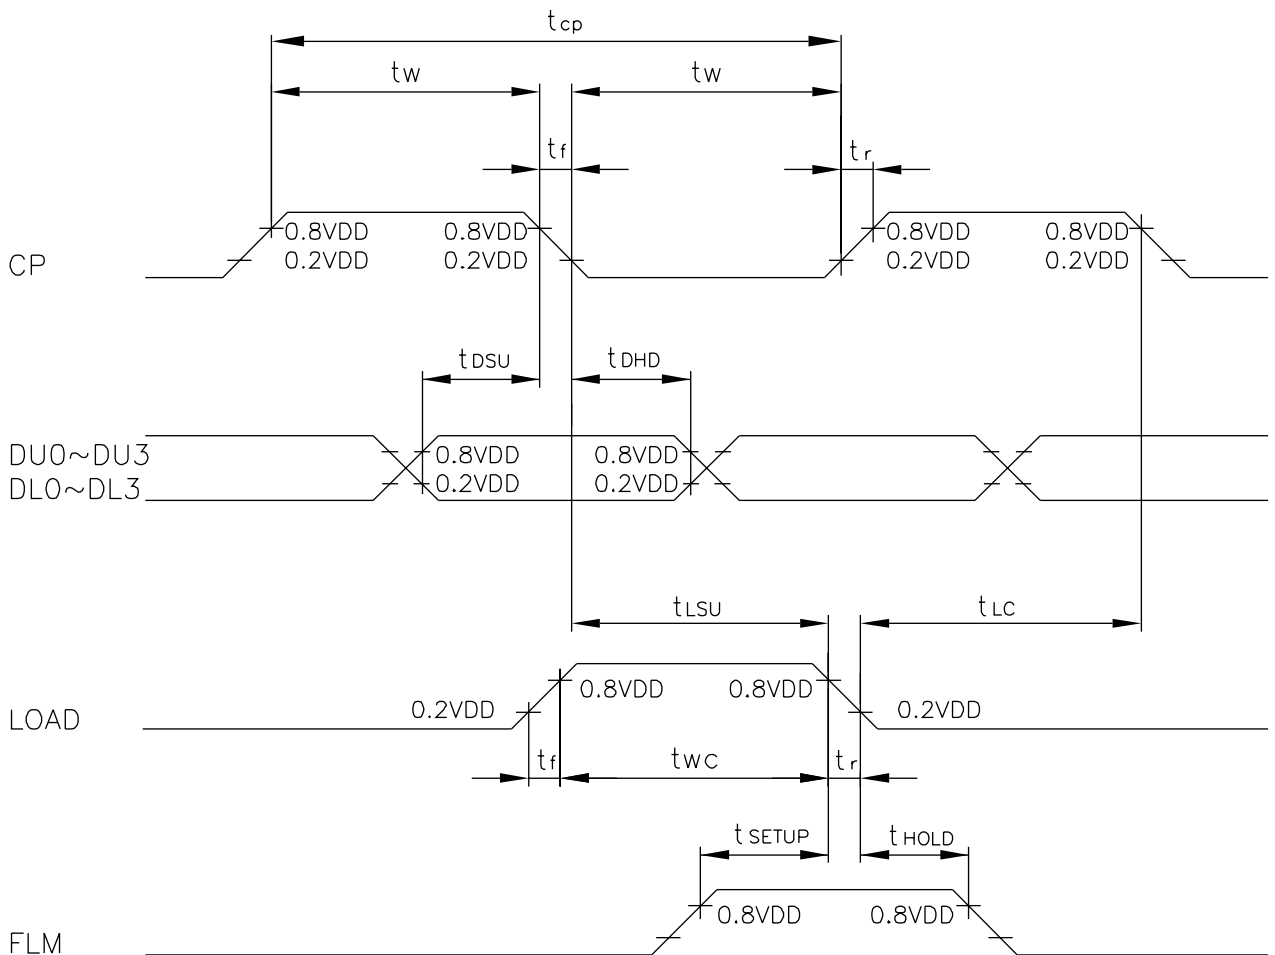 tcp
tw tw
tf tr
0.8VDD 0.8VDD 0.8VDD 0.8VDD
CP 0.2VDD 0.2VDD 0.2VDD 0.2VDD
tDSU tDHD
DU0~DU3 0.8VDD 0.8VDD
DL0~DL3 0.2VDD 0.2VDD
tLSU tLC
0.8VDD 0.8VDD
LOAD 0.2VDD 0.2VDD
tf twc tr
tSETUP tHOLD
0.8VDD 0.8VDD
FLM